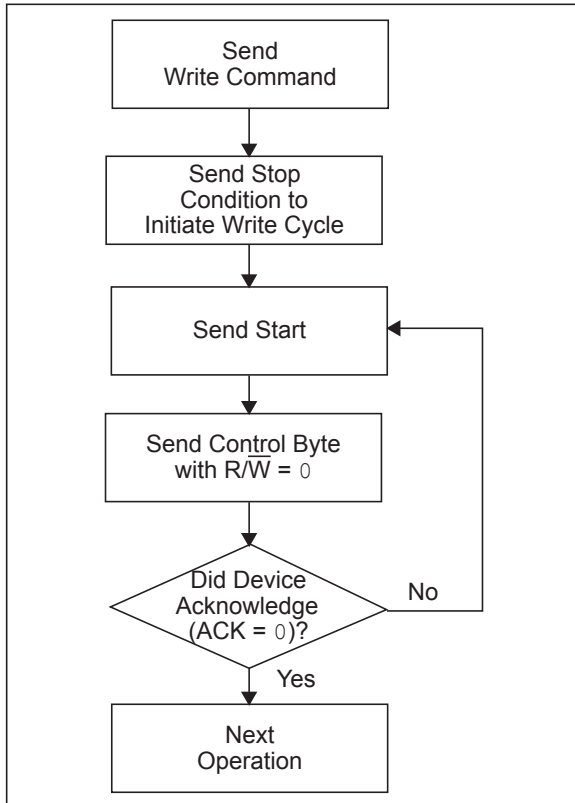 Send
Write Command
Send Stop
Condition to
Initiate Write Cycle
Send Start
Send Control Byte
with R/W̅ = 0
Did Device
Acknowledge
(ACK = 0)?
No
Yes
Next
Operation